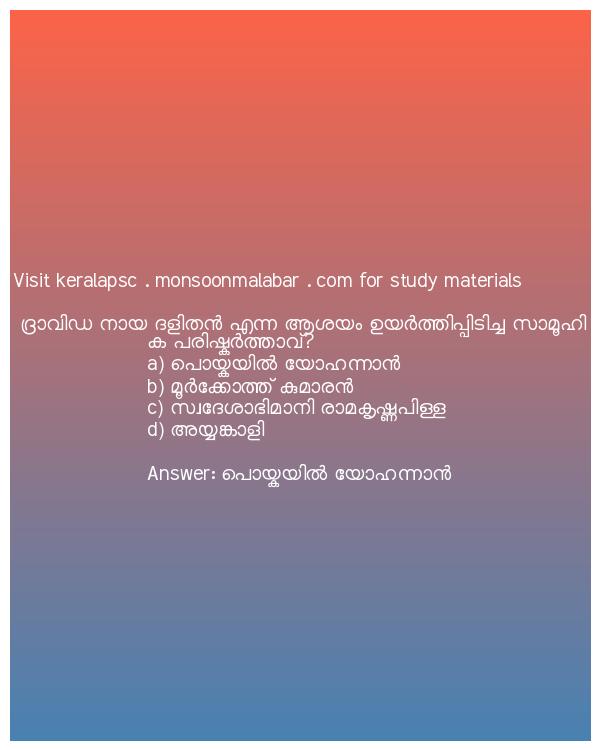 Visit keralapsc . monsoonmalabar . com for study materials
ദ്രാവിഡ നായ ദളിതൻ എന്ന ആശയം ഉയർത്തിപ്പിടിച്ച സാമൂഹി
ക പരിഷ്കർത്താവ്?
a) പൊയ്കയിൽ യോഹന്നാൻ
b) മൂർക്കോത്ത് കുമാരൻ
c) സ്വദേശാഭിമാനി രാമകൃഷ്ണപിള്ള
d) അയ്യങ്കാളി
Answer: പൊയ്കയിൽ യോഹന്നാൻ